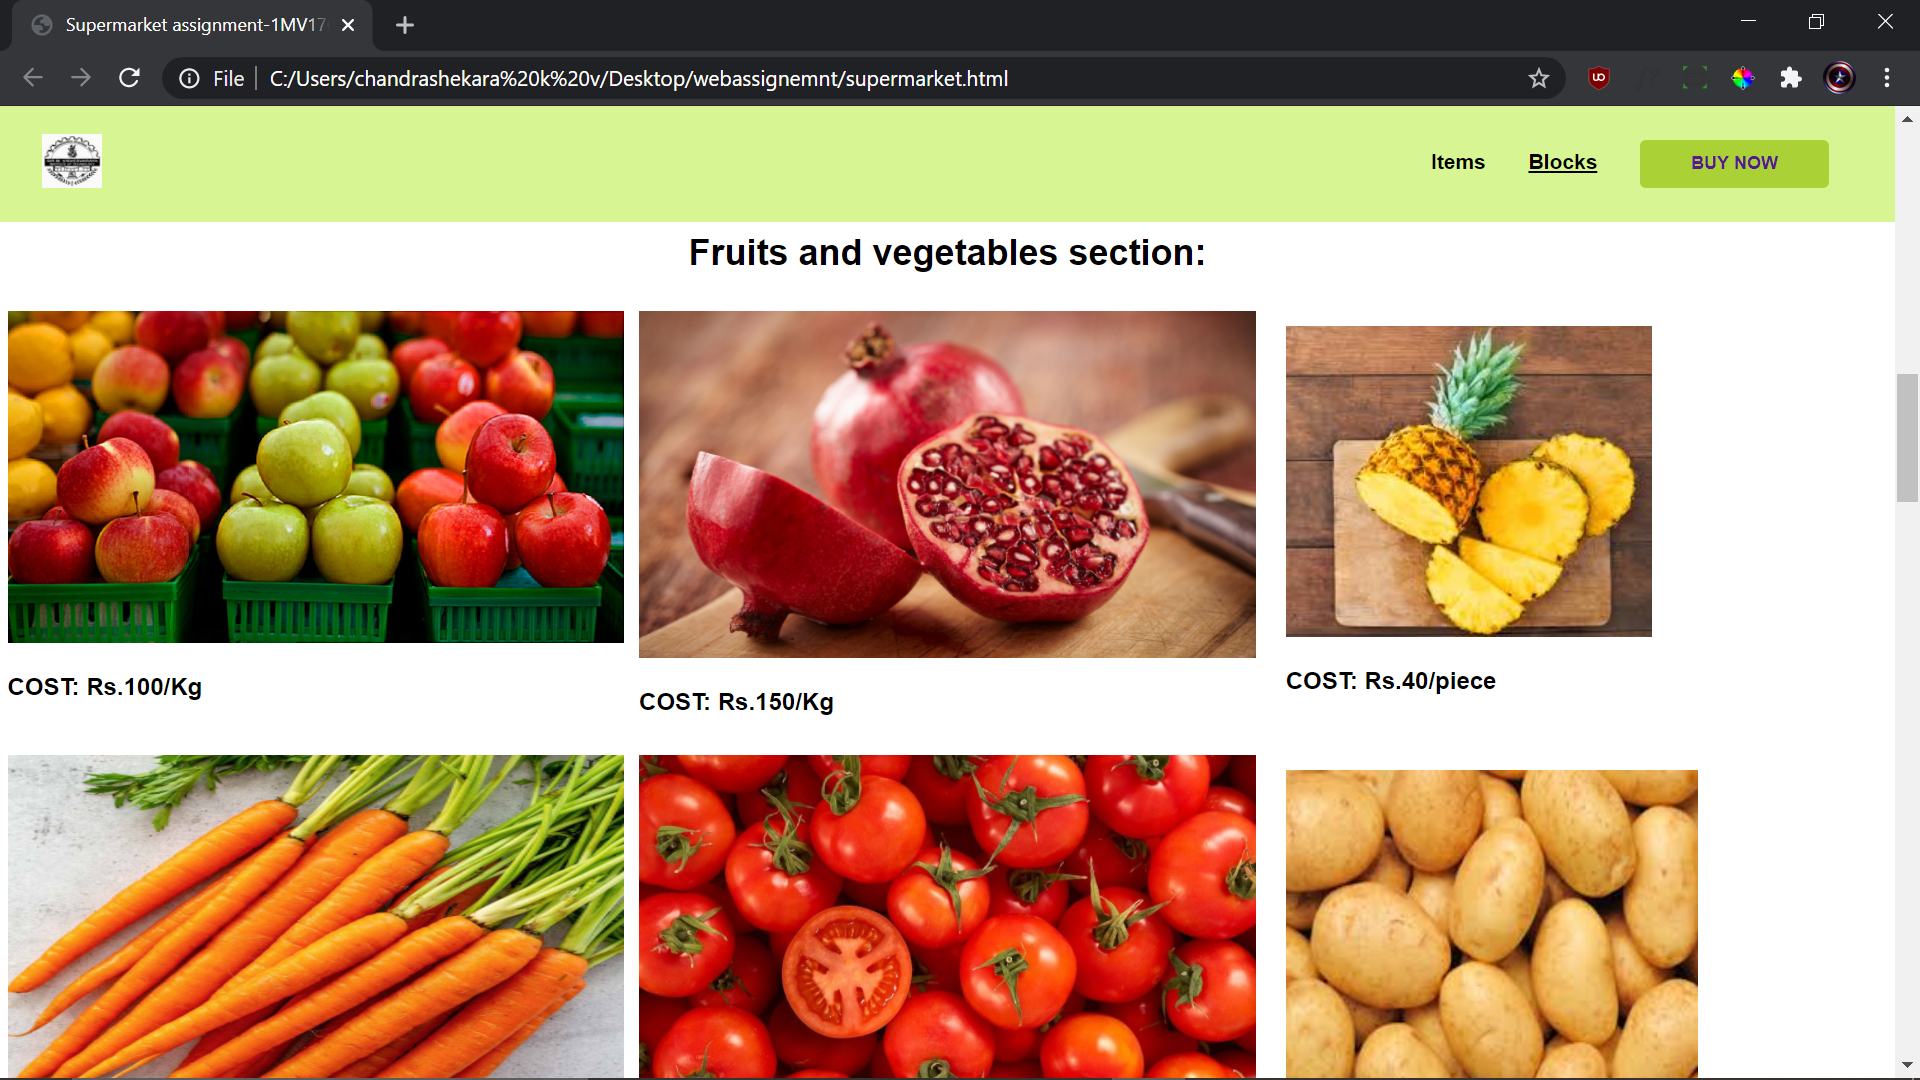 Supermarket assignment-1MV17
File
C:/Users/chandrashekara%20k%20v/Desktop/webassignemnt/supermarket.html
Items
Blocks
BUY NOW
Fruits and vegetables section:
COST: Rs.100/Kg
COST: Rs.150/Kg
COST: Rs.40/piece